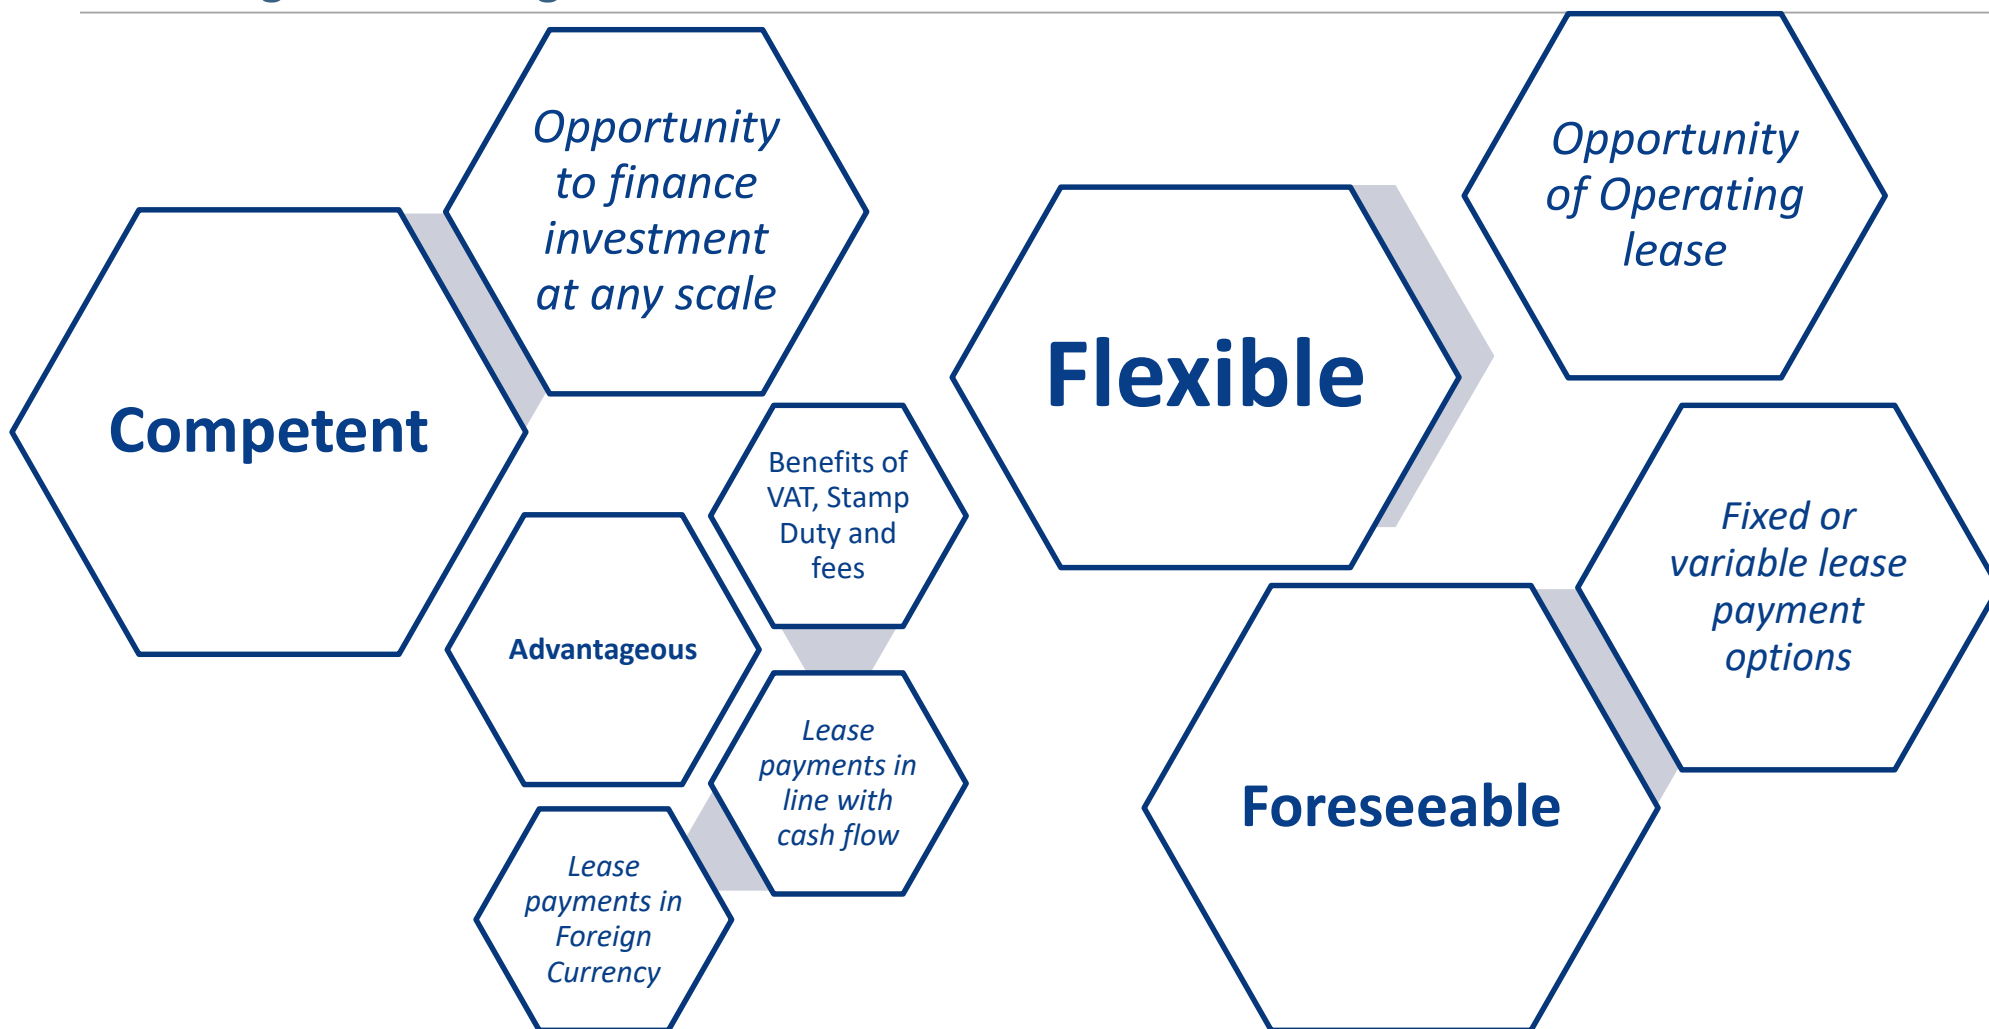 Opportunity
to finance
investment
at any scale
Competent
Benefits of
VAT, Stamp
Duty and
fees
Advantageous
Lease
payments in
line with
cash flow
Lease
payments in
Foreign
Currency
Flexible
Opportunity
of Operating
lease
Fixed or
variable lease
payment
options
Foreseeable